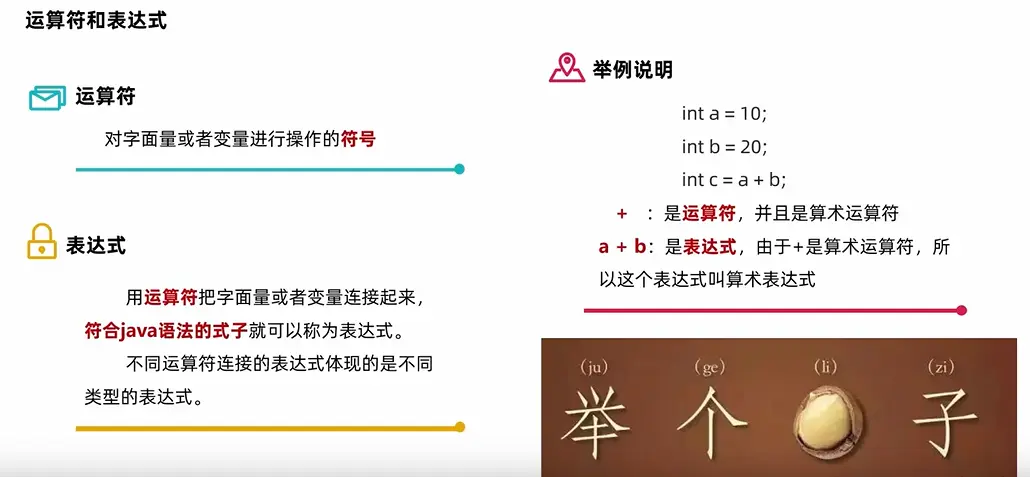 运算符和表达式
运算符
对字面量或者变量进行操作的符号
表达式
用运算符把字面量或者变量连接起来，
符合java语法的式子就可以称为表达式。
不同运算符连接的表达式体现的是不同
类型的表达式。
举例说明
int a = 10;
int b = 20;
int c = a + b;
+ ：是运算符，并且是算术运算符
a + b：是表达式，由于+是算术运算符，所
以这个表达式叫算术表达式
(ju) (ge) (li) (zi)
举 个 子